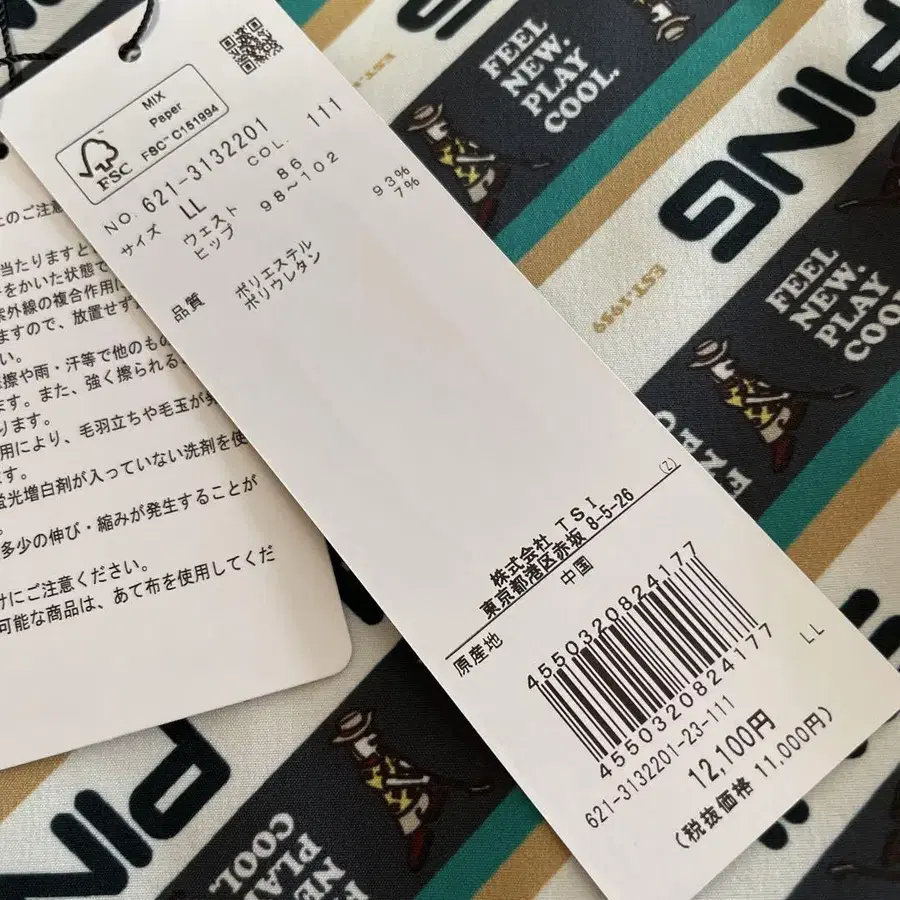 MIX
Paper
FSC™ C151994
FSC
NO. 621-3132201
COL. 111
サイズ LL
ウェスト 86
ヒップ 98~102
品質
ポリエステル 93%
ポリウレタン 7%
(Z)
株式会社 TSI
東京都港区赤坂 8-5-26
原産地 中国
4550320824177
4550320824177
LL
621-3132201-23-111
12,100円
(税抜価格 11,000円)
のご注意
当たりますと
をかいた状態で
外線の複合作用
ますので、放置せず
い。
擦や雨・汗等で他のもの
ます。また、強く擦られる
ります。
用により、毛羽立ちや毛玉が
す。
蛍光増白剤が入っていない洗剤を使
多少の伸び・縮みが発生することが
けにご注意ください。
可能な商品は、あて布を使用してくだ
FEEL
NEW.
PLAY
COOL.
PING
EST.1959
FEEL
NEW.
PLAY
COOL.
PING
COOL.